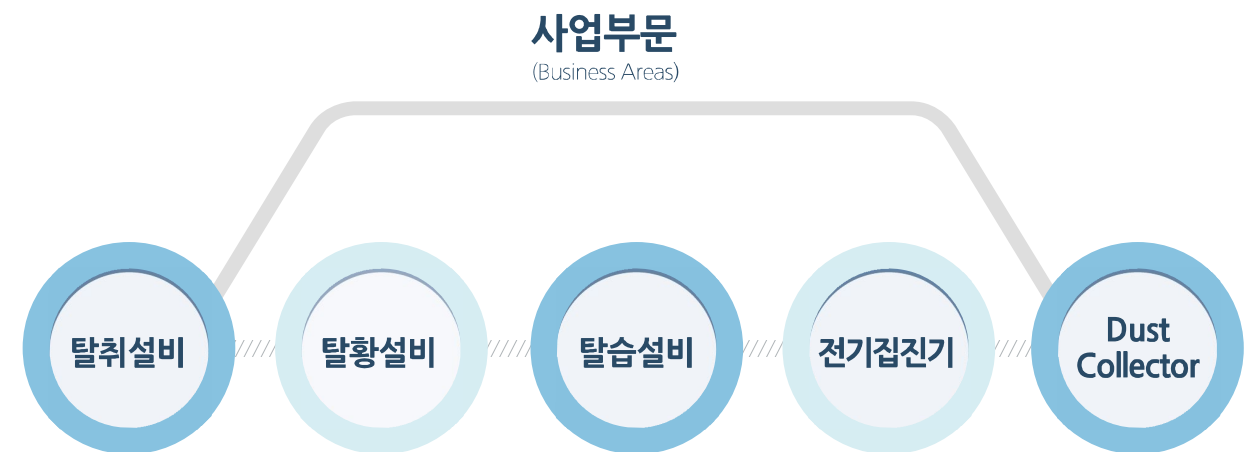 사업부문
(Business Areas)
탈취설비
탈황설비
탈습설비
전기집진기
Dust
Collector